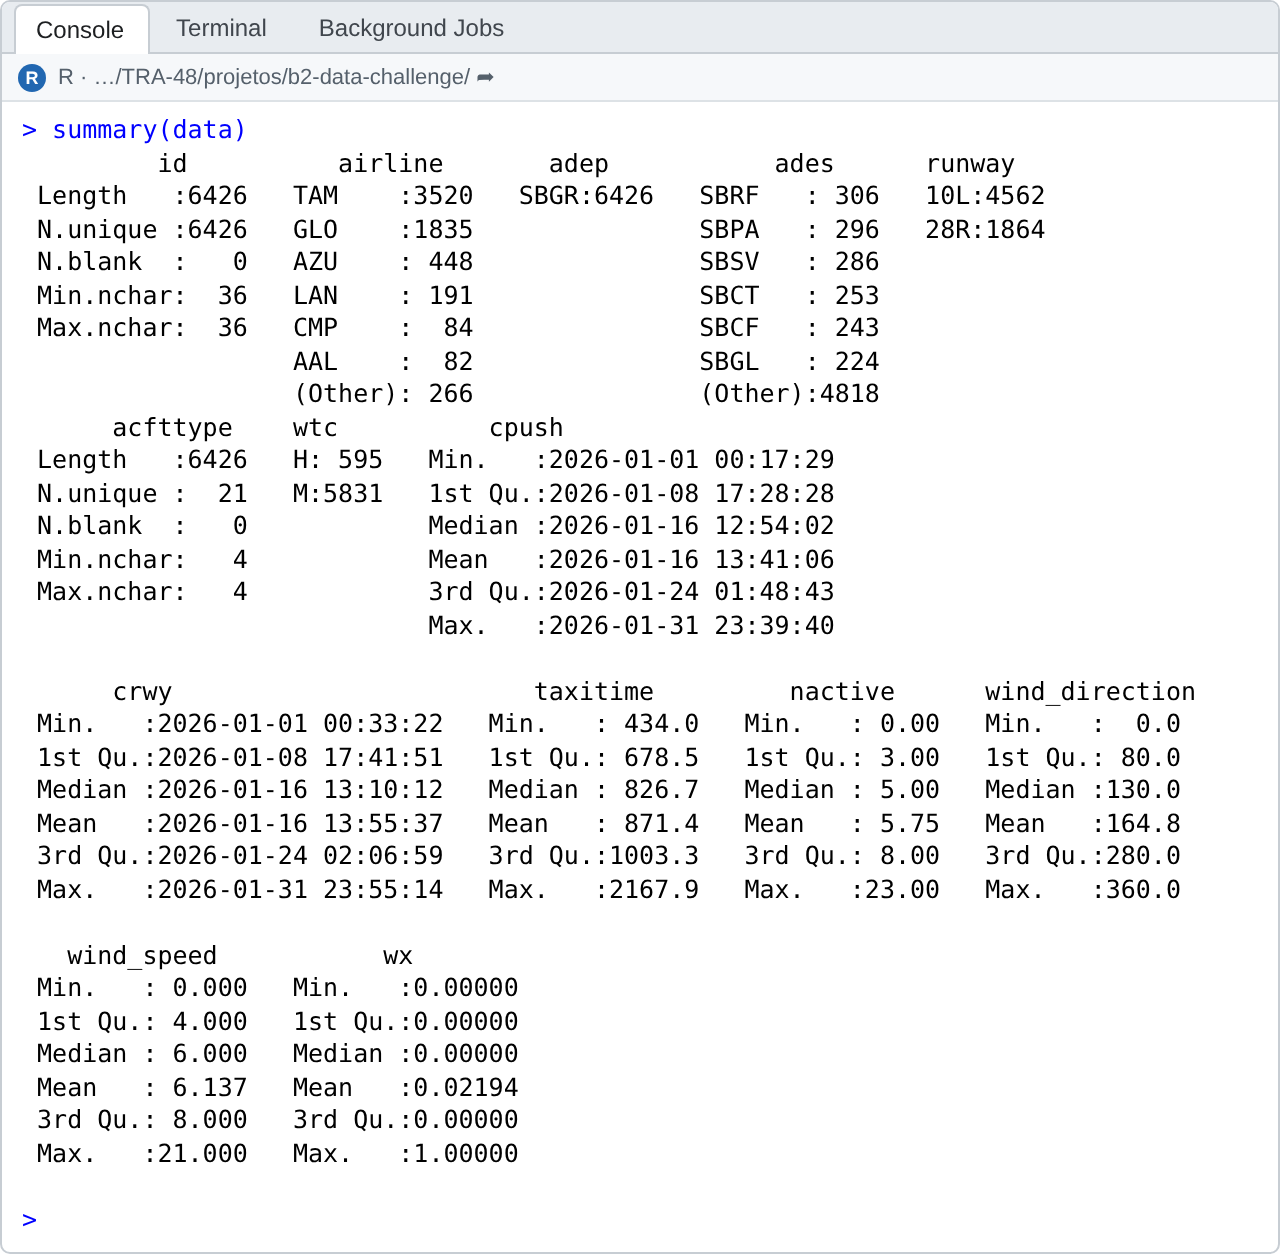 Console Terminal Background Jobs
R R · …/TRA-48/projetos/b2-data-challenge/ ➦
> summary(data)
         id          airline       adep           ades      runway
 Length   :6426   TAM    :3520   SBGR:6426   SBRF   : 306   10L:4562
 N.unique :6426   GLO    :1835               SBPA   : 296   28R:1864
 N.blank  :   0   AZU    : 448               SBSV   : 286
 Min.nchar:  36   LAN    : 191               SBCT   : 253
 Max.nchar:  36   CMP    :  84               SBCF   : 243
                  AAL    :  82               SBGL   : 224
                  (Other): 266               (Other):4818
      acfttype    wtc          cpush
 Length   :6426   H: 595   Min.   :2026-01-01 00:17:29
 N.unique :  21   M:5831   1st Qu.:2026-01-08 17:28:28
 N.blank  :   0            Median :2026-01-16 12:54:02
 Min.nchar:   4            Mean   :2026-01-16 13:41:06
 Max.nchar:   4            3rd Qu.:2026-01-24 01:48:43
                           Max.   :2026-01-31 23:39:40
      crwy                        taxitime         nactive      wind_direction
 Min.   :2026-01-01 00:33:22   Min.   : 434.0   Min.   : 0.00   Min.   :  0.0
 1st Qu.:2026-01-08 17:41:51   1st Qu.: 678.5   1st Qu.: 3.00   1st Qu.: 80.0
 Median :2026-01-16 13:10:12   Median : 826.7   Median : 5.00   Median :130.0
 Mean   :2026-01-16 13:55:37   Mean   : 871.4   Mean   : 5.75   Mean   :164.8
 3rd Qu.:2026-01-24 02:06:59   3rd Qu.:1003.3   3rd Qu.: 8.00   3rd Qu.:280.0
 Max.   :2026-01-31 23:55:14   Max.   :2167.9   Max.   :23.00   Max.   :360.0
   wind_speed           wx
 Min.   : 0.000   Min.   :0.00000
 1st Qu.: 4.000   1st Qu.:0.00000
 Median : 6.000   Median :0.00000
 Mean   : 6.137   Mean   :0.02194
 3rd Qu.: 8.000   3rd Qu.:0.00000
 Max.   :21.000   Max.   :1.00000
>